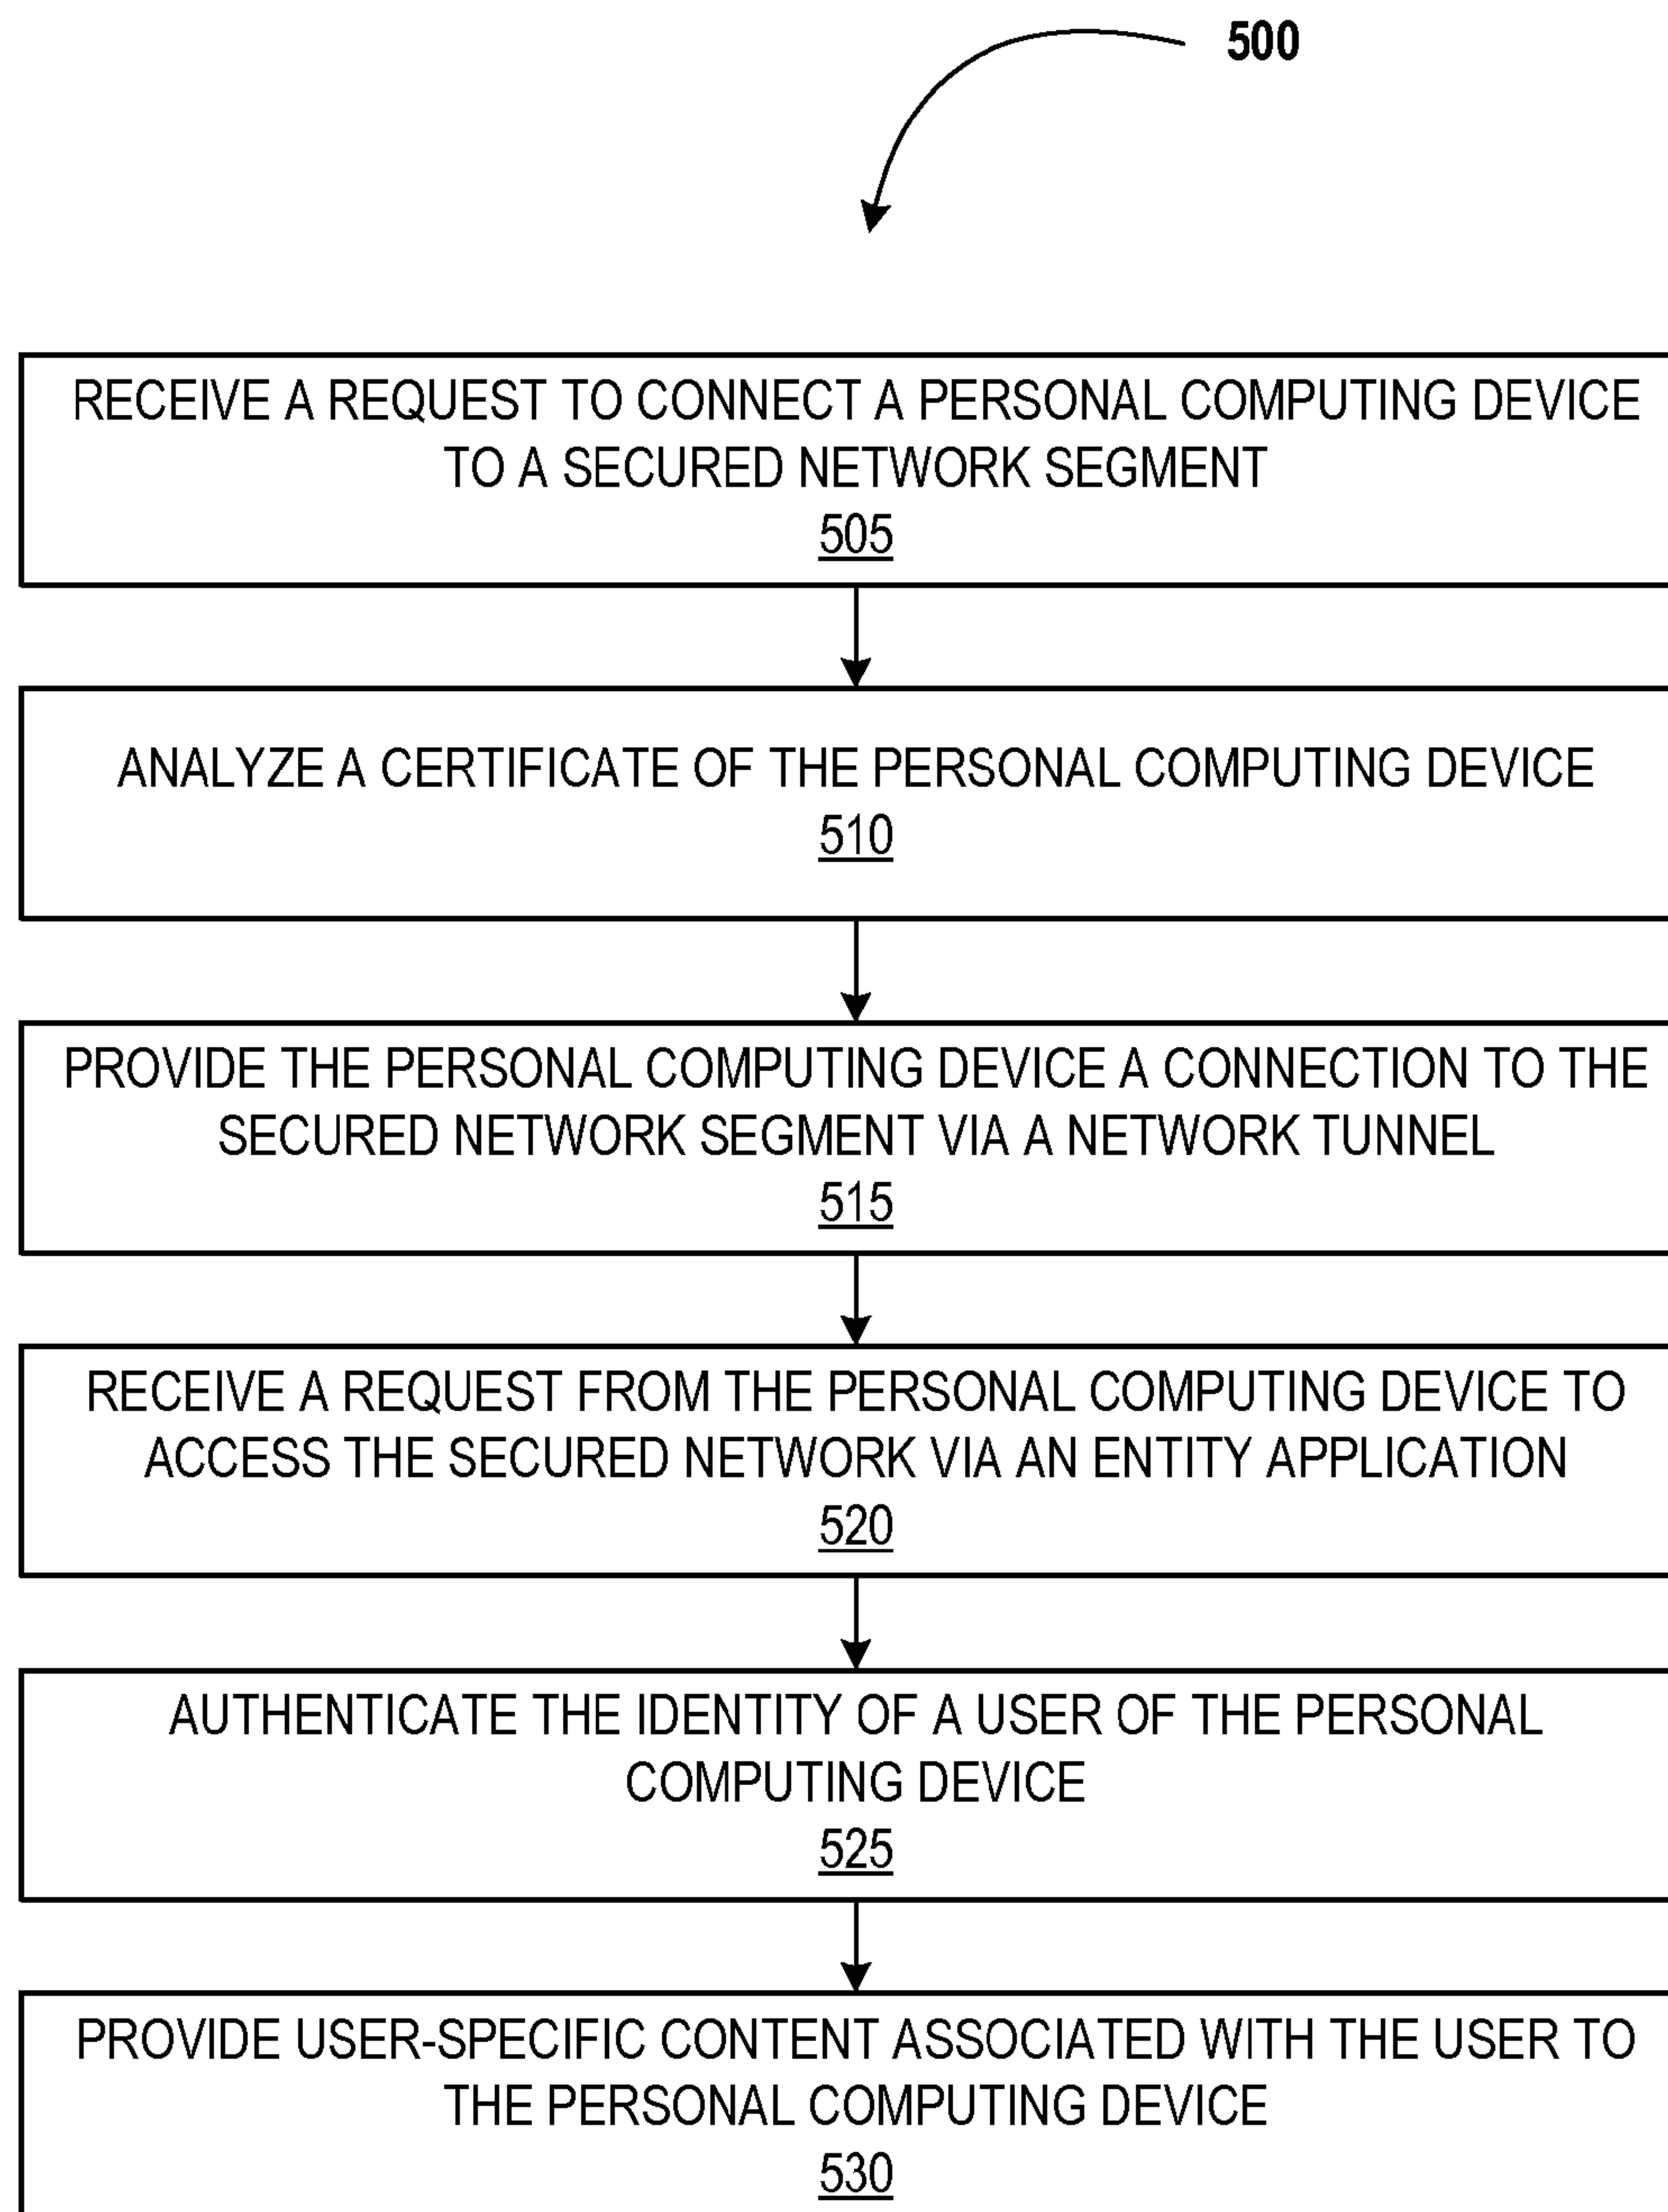 500
RECEIVE A REQUEST TO CONNECT A PERSONAL COMPUTING DEVICE
TO A SECURED NETWORK SEGMENT
505
ANALYZE A CERTIFICATE OF THE PERSONAL COMPUTING DEVICE
510
PROVIDE THE PERSONAL COMPUTING DEVICE A CONNECTION TO THE
SECURED NETWORK SEGMENT VIA A NETWORK TUNNEL
515
RECEIVE A REQUEST FROM THE PERSONAL COMPUTING DEVICE TO
ACCESS THE SECURED NETWORK VIA AN ENTITY APPLICATION
520
AUTHENTICATE THE IDENTITY OF A USER OF THE PERSONAL
COMPUTING DEVICE
525
PROVIDE USER-SPECIFIC CONTENT ASSOCIATED WITH THE USER TO
THE PERSONAL COMPUTING DEVICE
530